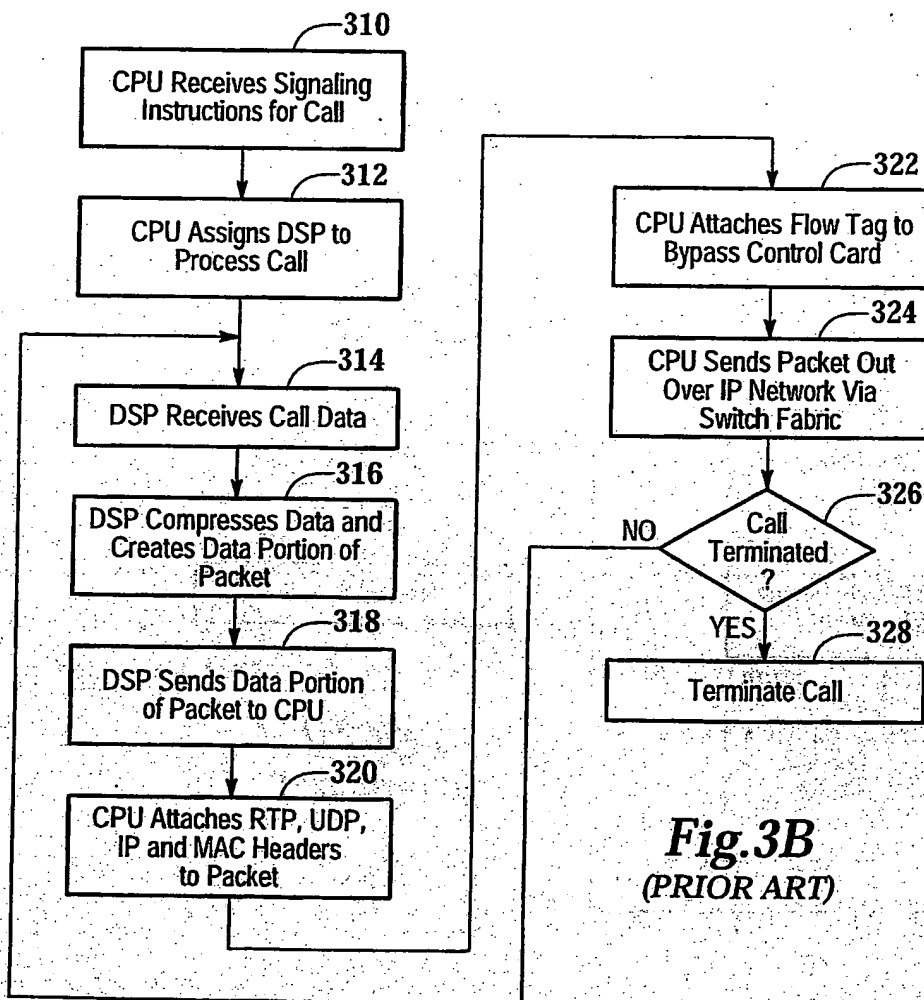 310
CPU Receives Signaling
Instructions for Call
312
CPU Assigns DSP to
Process Call
314
DSP Receives Call Data
316
DSP Compresses Data and
Creates Data Portion of
Packet
318
DSP Sends Data Portion
of Packet to CPU
320
CPU Attaches RTP, UDP,
IP and MAC Headers
to Packet
322
CPU Attaches Flow Tag to
Bypass Control Card
324
CPU Sends Packet Out
Over IP Network Via
Switch Fabric
326
Call
Terminated
?
NO
YES
328
Terminate Call
Fig.3B
(PRIOR ART)